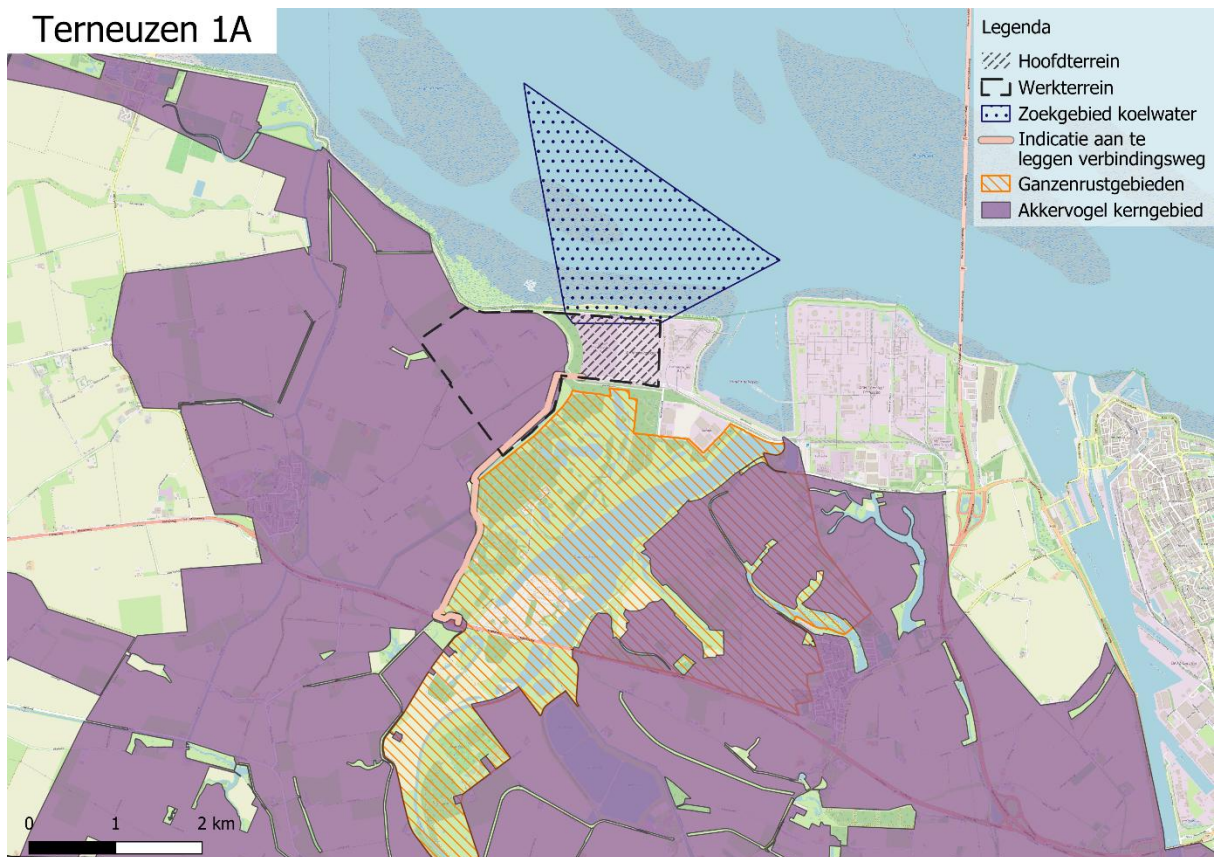 Terneuzen 1A
Legenda
Hoofdterrein
Werkterrein
Zoekgebied koelwater
Indicatie aan te
leggen verbindingsweg
Ganzenrustgebieden
Akkervogel kerngebied
0 1 2 km